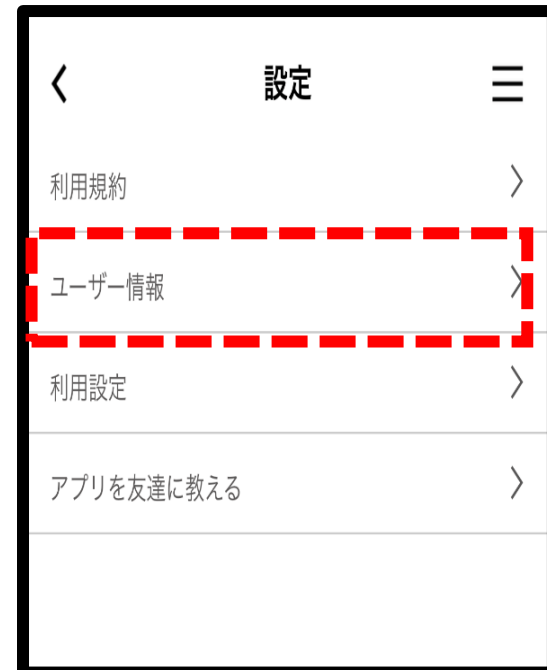 設定
利用規約
ユーザー情報
利用設定
アプリを友達に教える